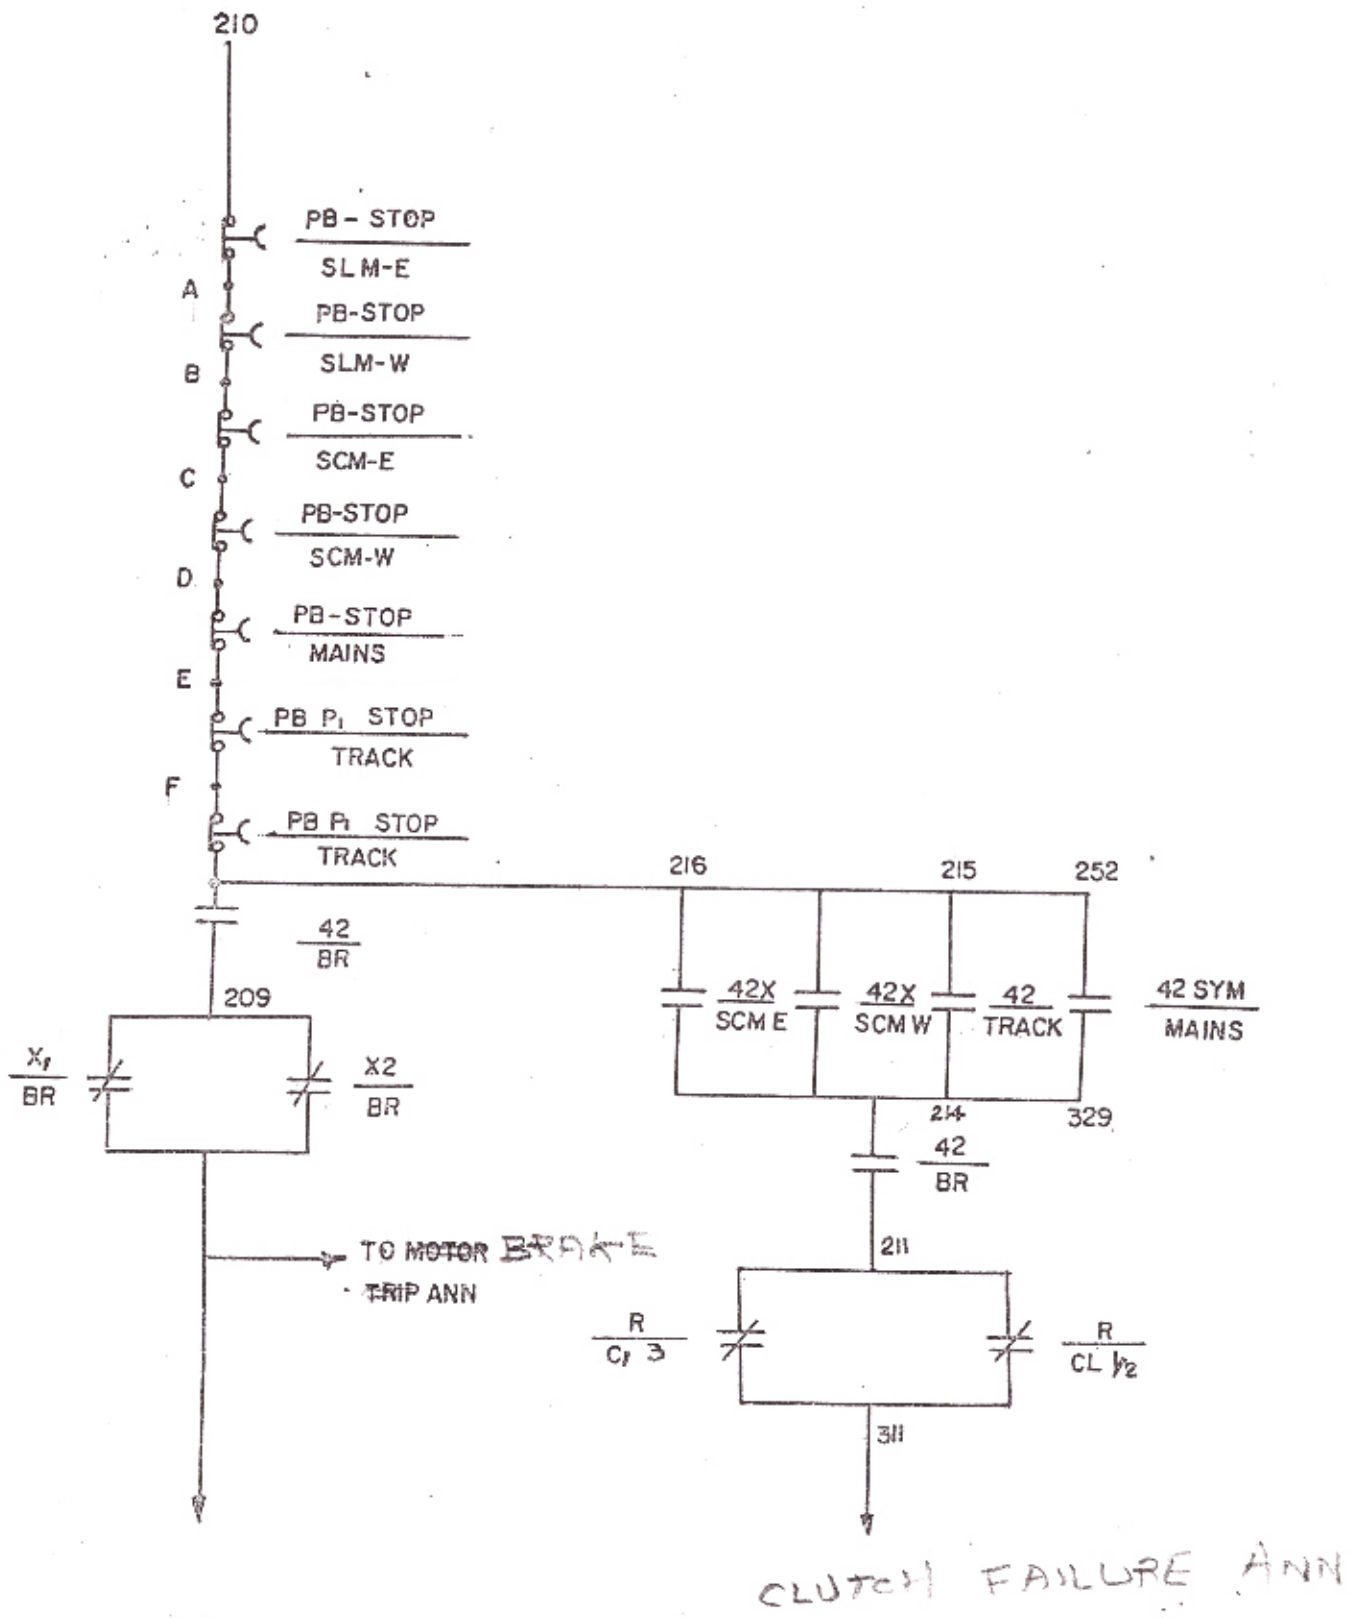 210
PB - STOP
SLM-E
A
PB-STOP
SLM-W
B
PB-STOP
SCM-E
C
PB-STOP
SCM-W
D
PB-STOP
MAINS
E
PB P1 STOP
TRACK
F
PB P1 STOP
TRACK
216
215
252
42
BR
209
42X
SCM E
42X
SCM W
42
TRACK
42 SYM
MAINS
X1
BR
X2
BR
214
329
42
BR
TO MOTOR BRAKE
TRIP ANN
211
R
C1 3
R
CL 1/2
311
CLUTCH FAILURE ANN